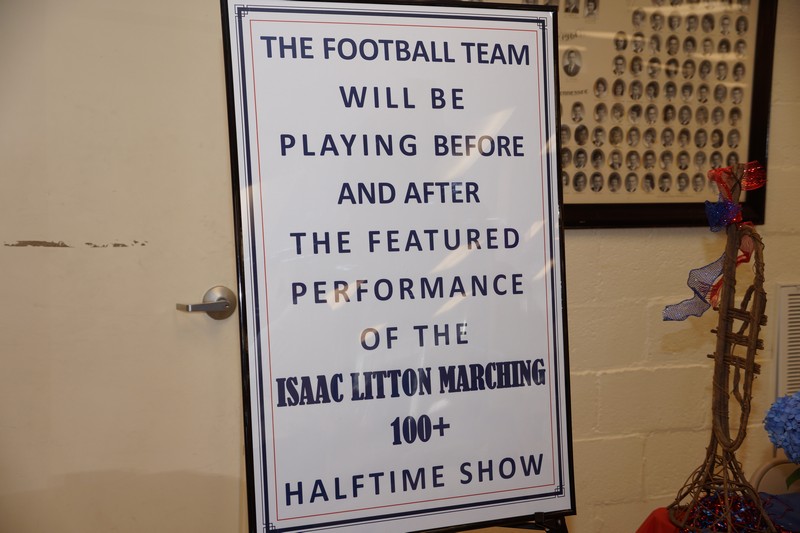 THE FOOTBALL TEAM
WILL BE
PLAYING BEFORE
AND AFTER
THE FEATURED
PERFORMANCE
OF THE
ISAAC LITTON MARCHING
100+
HALFTIME SHOW